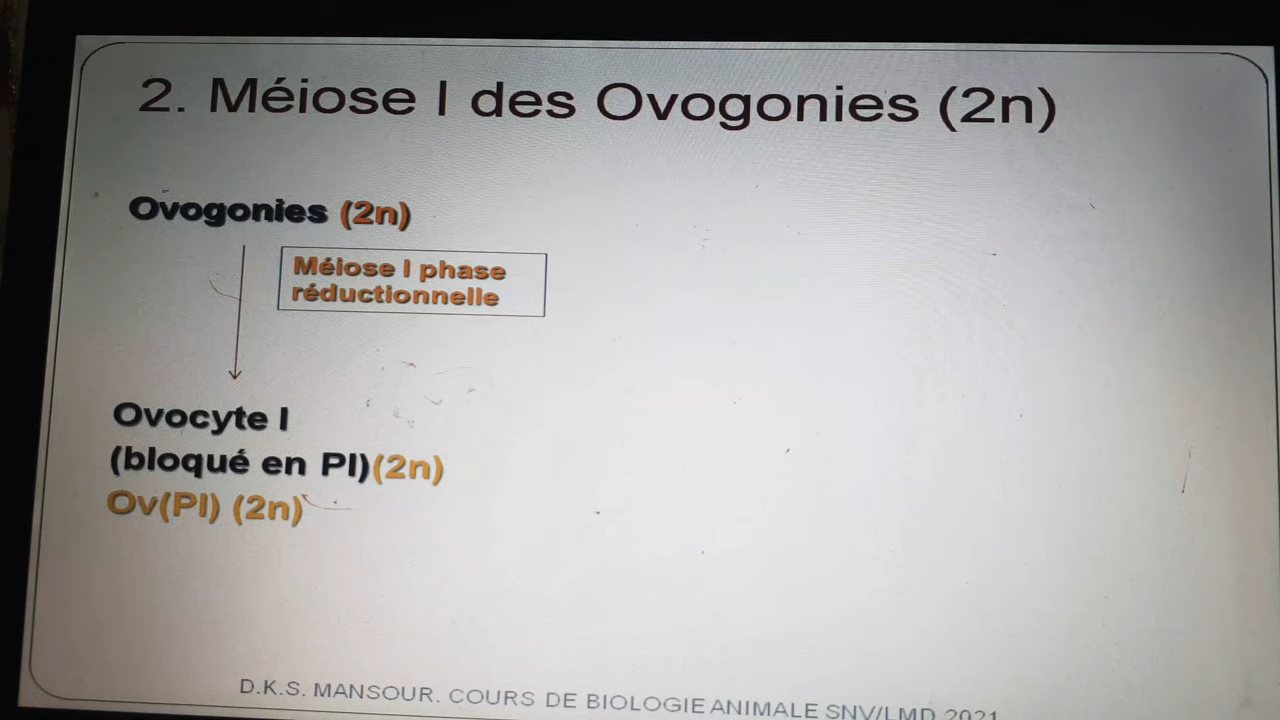 2. Méiose I des Ovogonies (2n)
Ovogonies (2n)
Méiose I phase
réductionnelle
Ovocyte I
(bloqué en PI)(2n)
Ov(PI) (2n)
D.K.S. MANSOUR. COURS DE BIOLOGIE ANIMALE SNV/LMD 2021